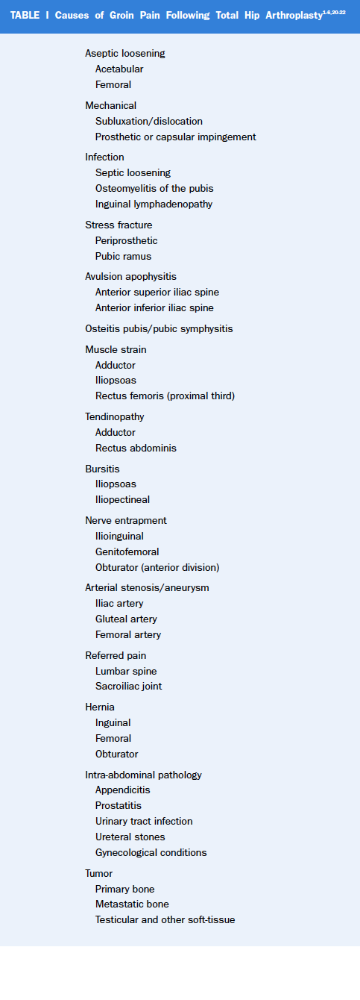 TABLE I Causes of Groin Pain Following Total Hip Arthroplasty1-6,20-22
Aseptic loosening
Acetabular
Femoral
Mechanical
Subluxation/dislocation
Prosthetic or capsular impingement
Infection
Septic loosening
Osteomyelitis of the pubis
Inguinal lymphadenopathy
Stress fracture
Periprosthetic
Pubic ramus
Avulsion apophysitis
Anterior superior iliac spine
Anterior inferior iliac spine
Osteitis pubis/pubic symphysitis
Muscle strain
Adductor
Iliopsoas
Rectus femoris (proximal third)
Tendinopathy
Adductor
Rectus abdominis
Bursitis
Iliopsoas
Iliopectineal
Nerve entrapment
Ilioinguinal
Genitofemoral
Obturator (anterior division)
Arterial stenosis/aneurysm
Iliac artery
Gluteal artery
Femoral artery
Referred pain
Lumbar spine
Sacroiliac joint
Hernia
Inguinal
Femoral
Obturator
Intra-abdominal pathology
Appendicitis
Prostatitis
Urinary tract infection
Ureteral stones
Gynecological conditions
Tumor
Primary bone
Metastatic bone
Testicular and other soft-tissue